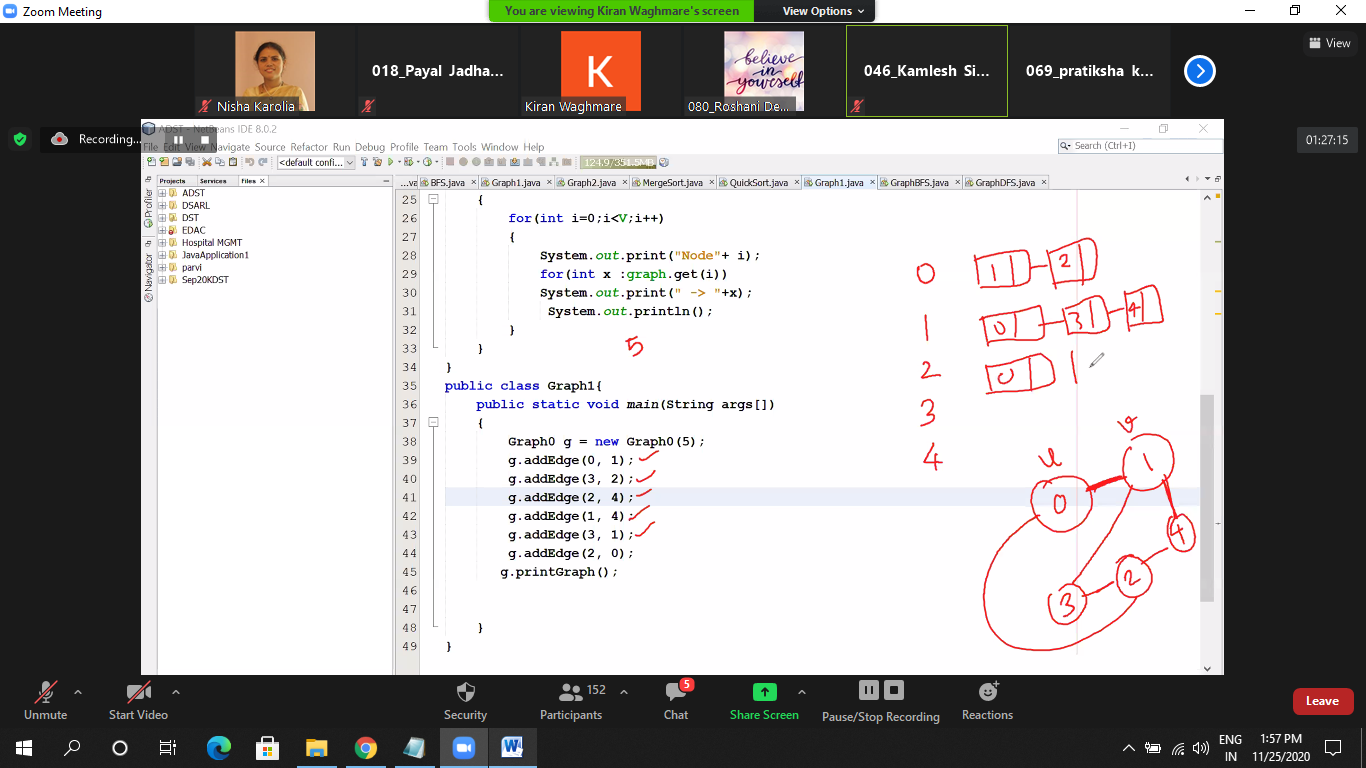 Zoom Meeting
You are viewing Kiran Waghmare's screen
View Options
believe
in
yourself
018_Payal Jadha...
K
046_Kamlesh Si...
069_pratiksha k...
View
Nisha Karolia
Kiran Waghmare
080_Roshani De...
Recording...
ADST - NetBeans IDE 8.0.2
01:27:15
File Edit View Navigate Source Refactor Run Debug Profile Team Tools Window Help
Search (Ctrl+I)
<default confi...
124.9/351.5MB
Projects Services Files
...va BFS.java Graph1.java Graph2.java MergeSort.java QuickSort.java Graph1.java GraphBFS.java GraphDFS.java
Profiler
Navigator
ADST
DSARL
DST
EDAC
Hospital MGMT
JavaApplication1
parvi
Sep20KDST
25 {
26 for(int i=0;i<V;i++)
27 {
28 System.out.print("Node"+ i);
29 for(int x :graph.get(i))
30 System.out.print(" -> "+x);
31 System.out.println();
32 }
33 }
34 }
35 public class Graph1{
36 public static void main(String args[])
37 {
38 Graph0 g = new Graph0(5);
39 g.addEdge(0, 1);
40 g.addEdge(3, 2);
41 g.addEdge(2, 4);
42 g.addEdge(1, 4);
43 g.addEdge(3, 1);
44 g.addEdge(2, 0);
45 g.printGraph();
46
47
48 }
49 }
5
0 1 2
1 0 3 4
2 0 1
3
4
u v
0 1
4
3 2
Unmute
Start Video
Security
Participants 152
Chat 5
Share Screen
Pause/Stop Recording
Reactions
Leave
ENG
IN
1:57 PM
11/25/2020